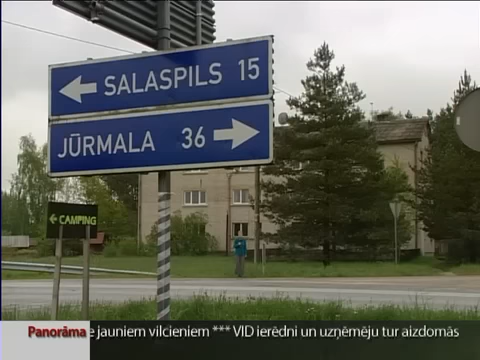 ← SALASPILS 15
JŪRMALA 36 →
← CAMPING
Panorāma e jauniem vilcieniem *** VID ierēdni un uzņēmēju tur aizdomās